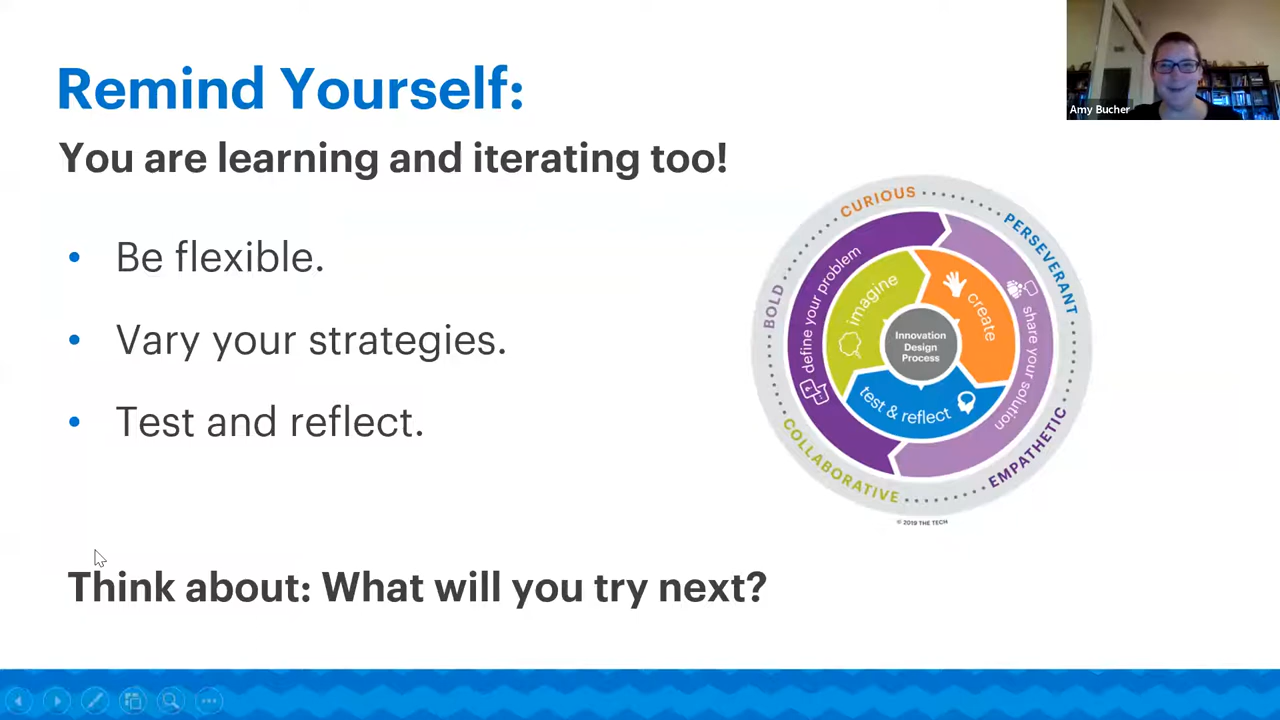 Remind Yourself:
Amy Bucher
You are learning and iterating too!
• Be flexible.
• Vary your strategies.
• Test and reflect.
CURIOUS
PERSEVERANT
EMPATHETIC
COLLABORATIVE
BOLD
define your problem
share your solution
imagine
create
test & reflect
Innovation
Design
Process
© 2019 THE TECH
Think about: What will you try next?